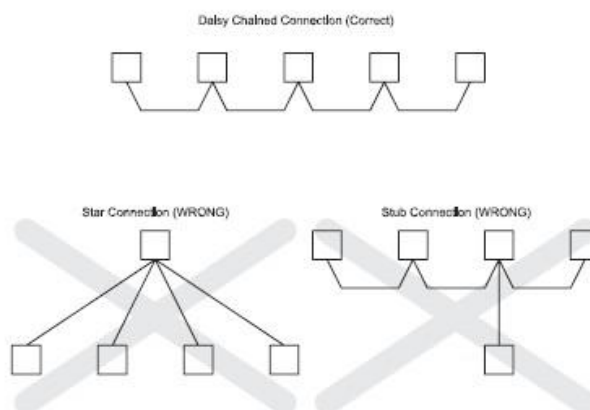 Daisy Chained Connection (Correct)
Star Connection (WRONG)
Stub Connection (WRONG)